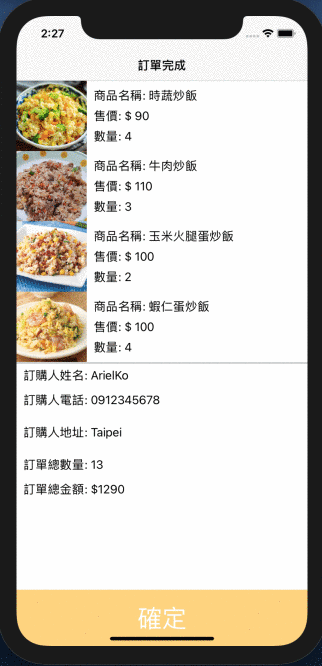 2:27
訂單完成
商品名稱: 時蔬炒飯
售價: $ 90
數量: 4
商品名稱: 牛肉炒飯
售價: $ 110
數量: 3
商品名稱: 玉米火腿蛋炒飯
售價: $ 100
數量: 2
商品名稱: 蝦仁蛋炒飯
售價: $ 100
數量: 4
訂購人姓名: ArielKo
訂購人電話: 0912345678
訂購人地址: Taipei
訂單總數量: 13
訂單總金額: $1290
確定